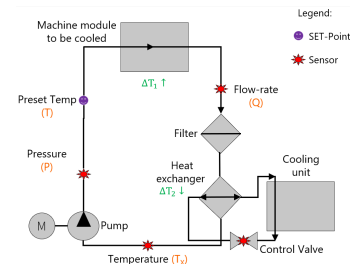 Machine module
to be cooled
Legend:
SET-Point
Sensor
ΔT₁ ↑
Preset Temp
(T)
Flow-rate
(Q)
Filter
Pressure
(P)
Heat
exchanger
ΔT₂ ↓
Cooling
unit
M
Pump
Control Valve
Temperature (Tₓ)